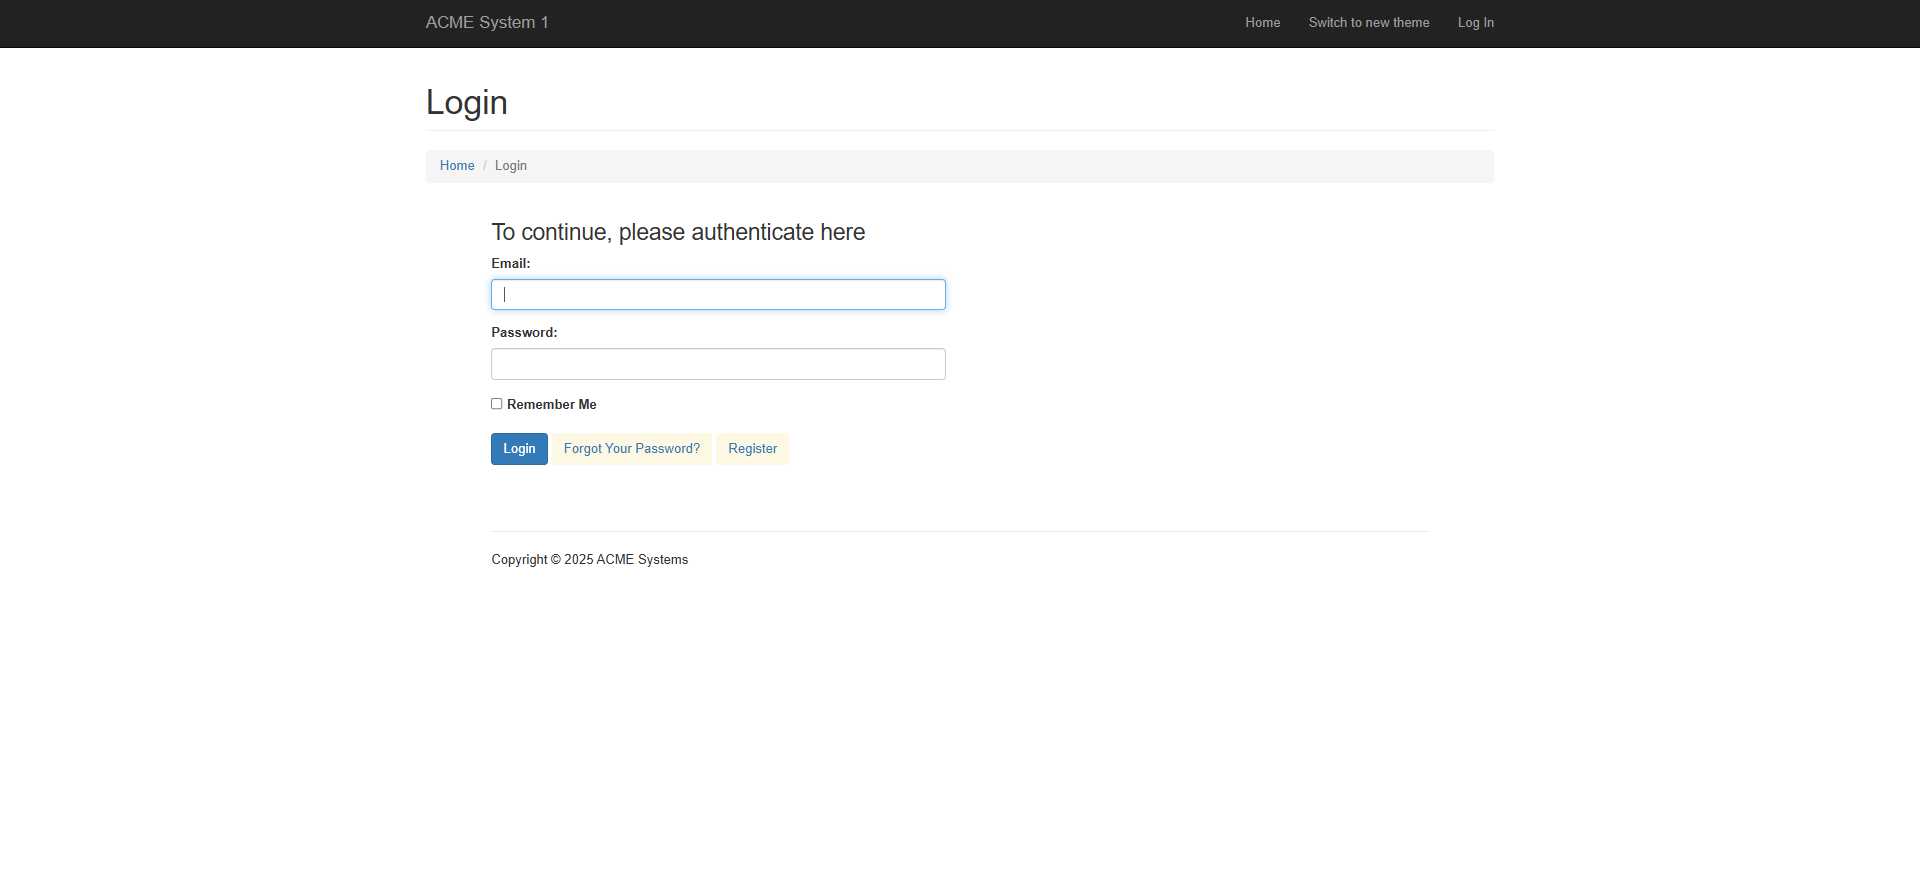 ACME System 1
Home Switch to new theme Log In
Login
Home / Login
To continue, please authenticate here
Email:
Password:
Remember Me
Login Forgot Your Password? Register
Copyright © 2025 ACME Systems